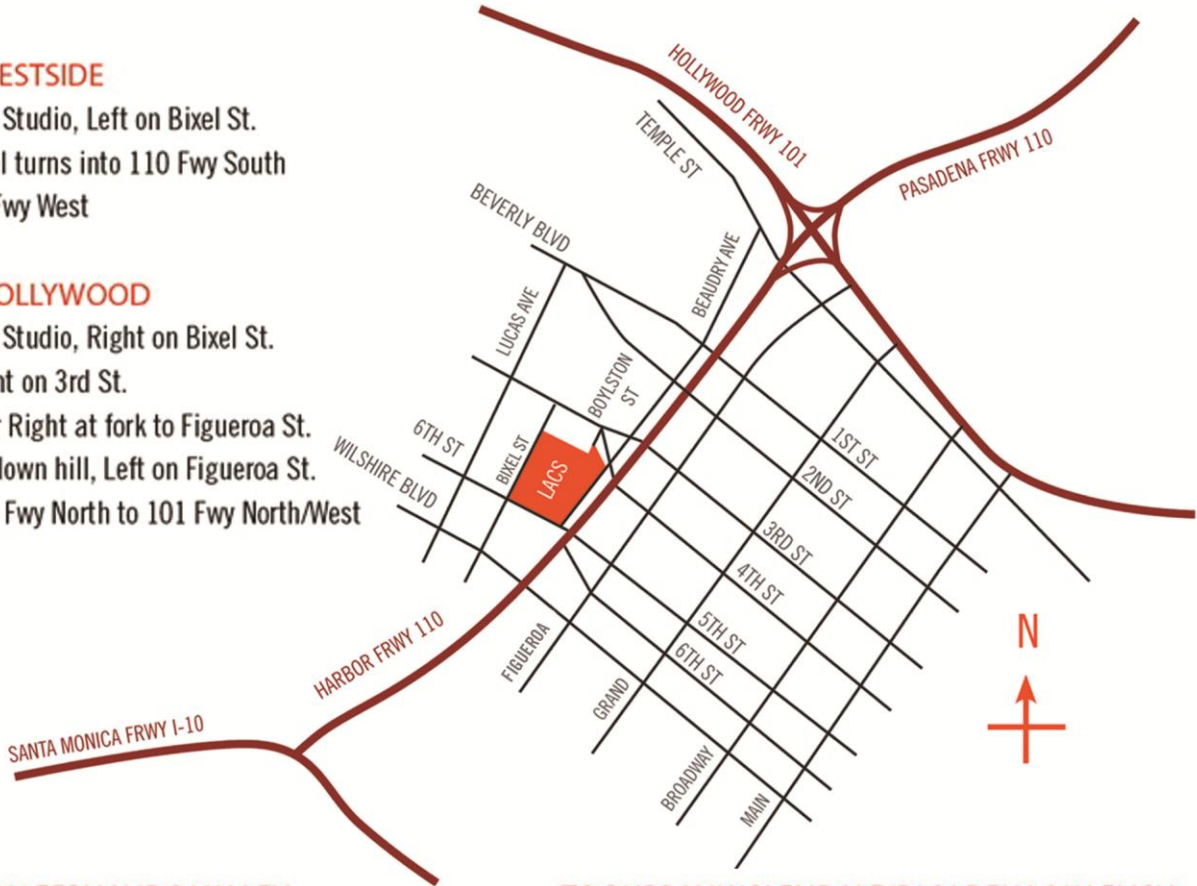 ESTSIDE
Studio, Left on Bixel St.
l turns into 110 Fwy South
Fwy West
OLLYWOOD
Studio, Right on Bixel St.
nt on 3rd St.
r Right at fork to Figueroa St.
down hill, Left on Figueroa St.
Fwy North to 101 Fwy North/West
HOLLYWOOD FRWY 101
PASADENA FRWY 110
TEMPLE ST
BEVERLY BLVD
BEAUDRY AVE
LUCAS AVE
BOYLSTON
ST
6TH ST
BIXEL ST
LACS
WILSHIRE BLVD
1ST ST
2ND ST
3RD ST
4TH ST
5TH ST
6TH ST
HARBOR FRWY 110
FIGUEROA
GRAND
BROADWAY
MAIN
SANTA MONICA FRWY I-10
N